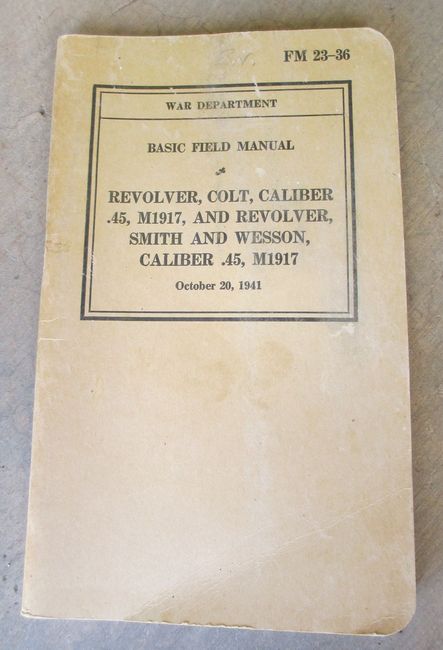 FM 23–36
WAR DEPARTMENT
BASIC FIELD MANUAL
REVOLVER, COLT, CALIBER
.45, M1917, AND REVOLVER,
SMITH AND WESSON,
CALIBER .45, M1917
October 20, 1941